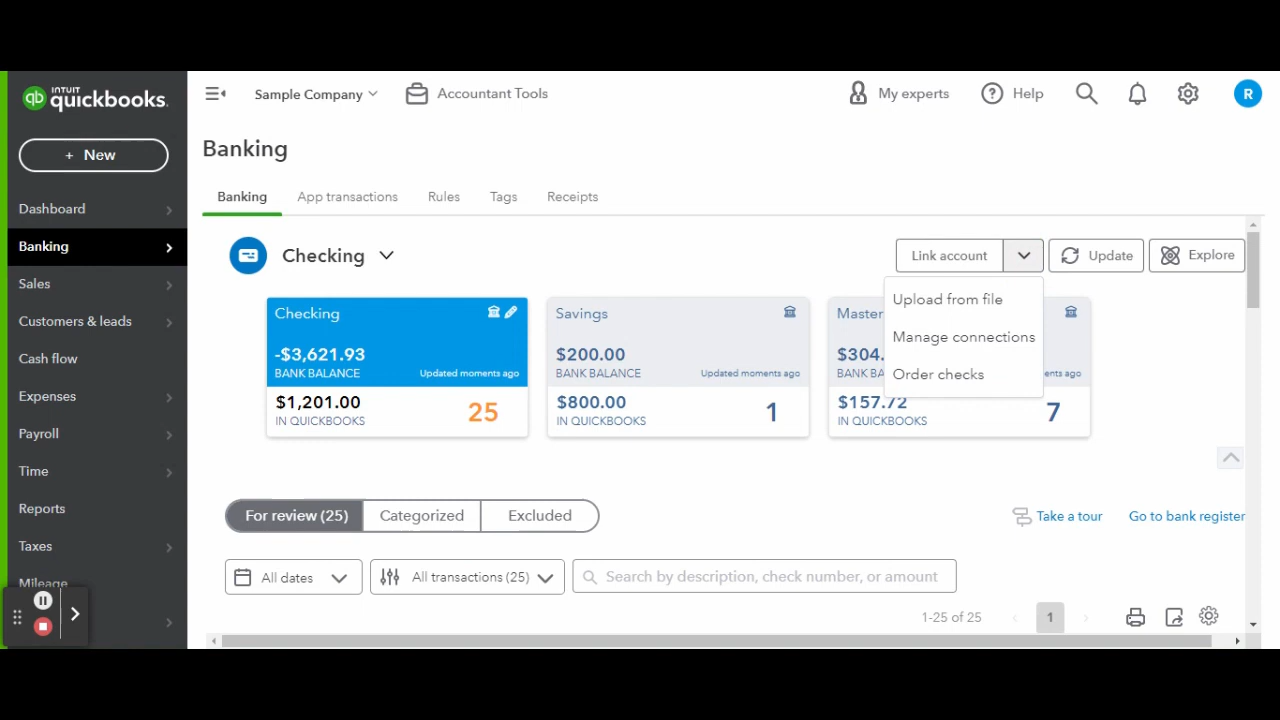 INTUIT
quickbooks.
qb
Sample Company
Accountant Tools
My experts
Help
R
+ New
Banking
Dashboard
Banking
Sales
Customers & leads
Cash flow
Expenses
Payroll
Time
Reports
Taxes
Mileage
Banking App transactions Rules Tags Receipts
Checking
Link account
Update
Explore
Upload from file
Manage connections
Order checks
Checking
-$3,621.93
BANK BALANCE Updated moments ago
$1,201.00
IN QUICKBOOKS
25
Savings
$200.00
BANK BALANCE Updated moments ago
$800.00
IN QUICKBOOKS
1
Master
$304.
BANK BA
ents ago
$157.72
IN QUICKBOOKS
7
For review (25) Categorized Excluded
Take a tour
Go to bank register
All dates
All transactions (25)
Search by description, check number, or amount
1-25 of 25
1